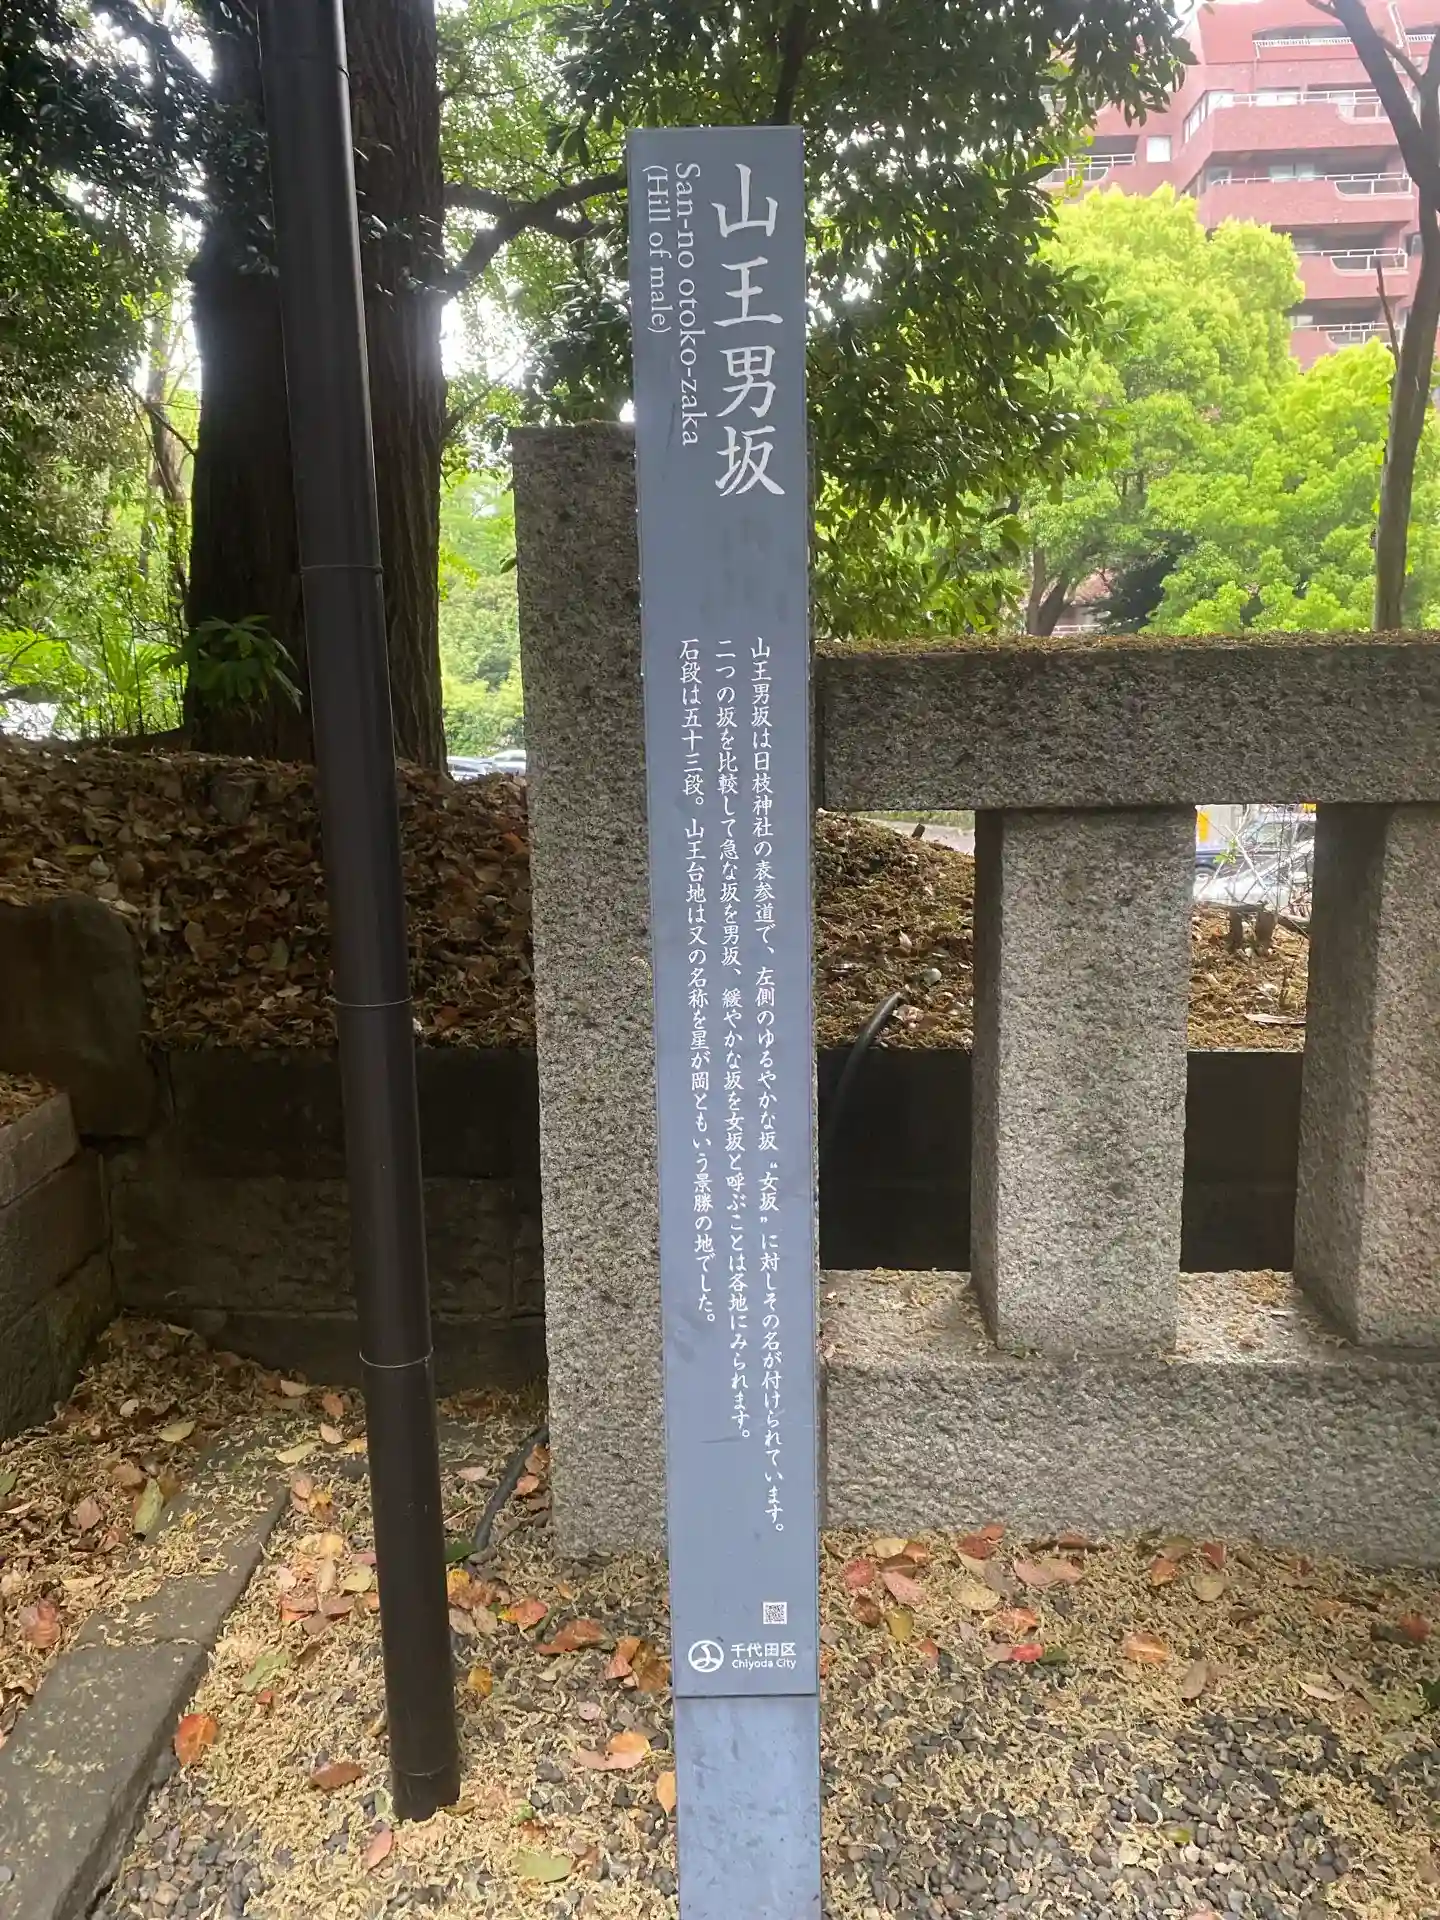 山王男坂
San-no otoko-zaka
(Hill of male)
山王男坂は日枝神社の表参道で、左側のゆるやかな坂〝女坂〟に対しその名が付けられています。
二つの坂を比較して急な坂を男坂、緩やかな坂を女坂と呼ぶことは各地にみられます。
石段は五十三段。山王台地は又の名称を星が岡ともいう景勝の地でした。
千代田区
Chiyoda City